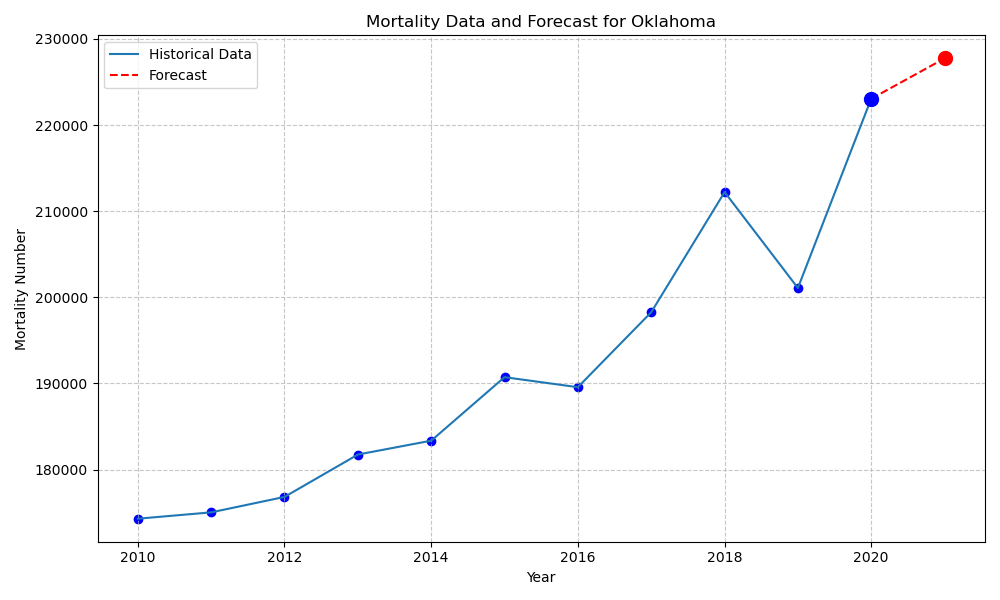 Mortality Data and Forecast for Oklahoma
Historical Data
Forecast
230000
220000
210000
200000
190000
180000
Mortality Number
2010 2012 2014 2016 2018 2020
Year